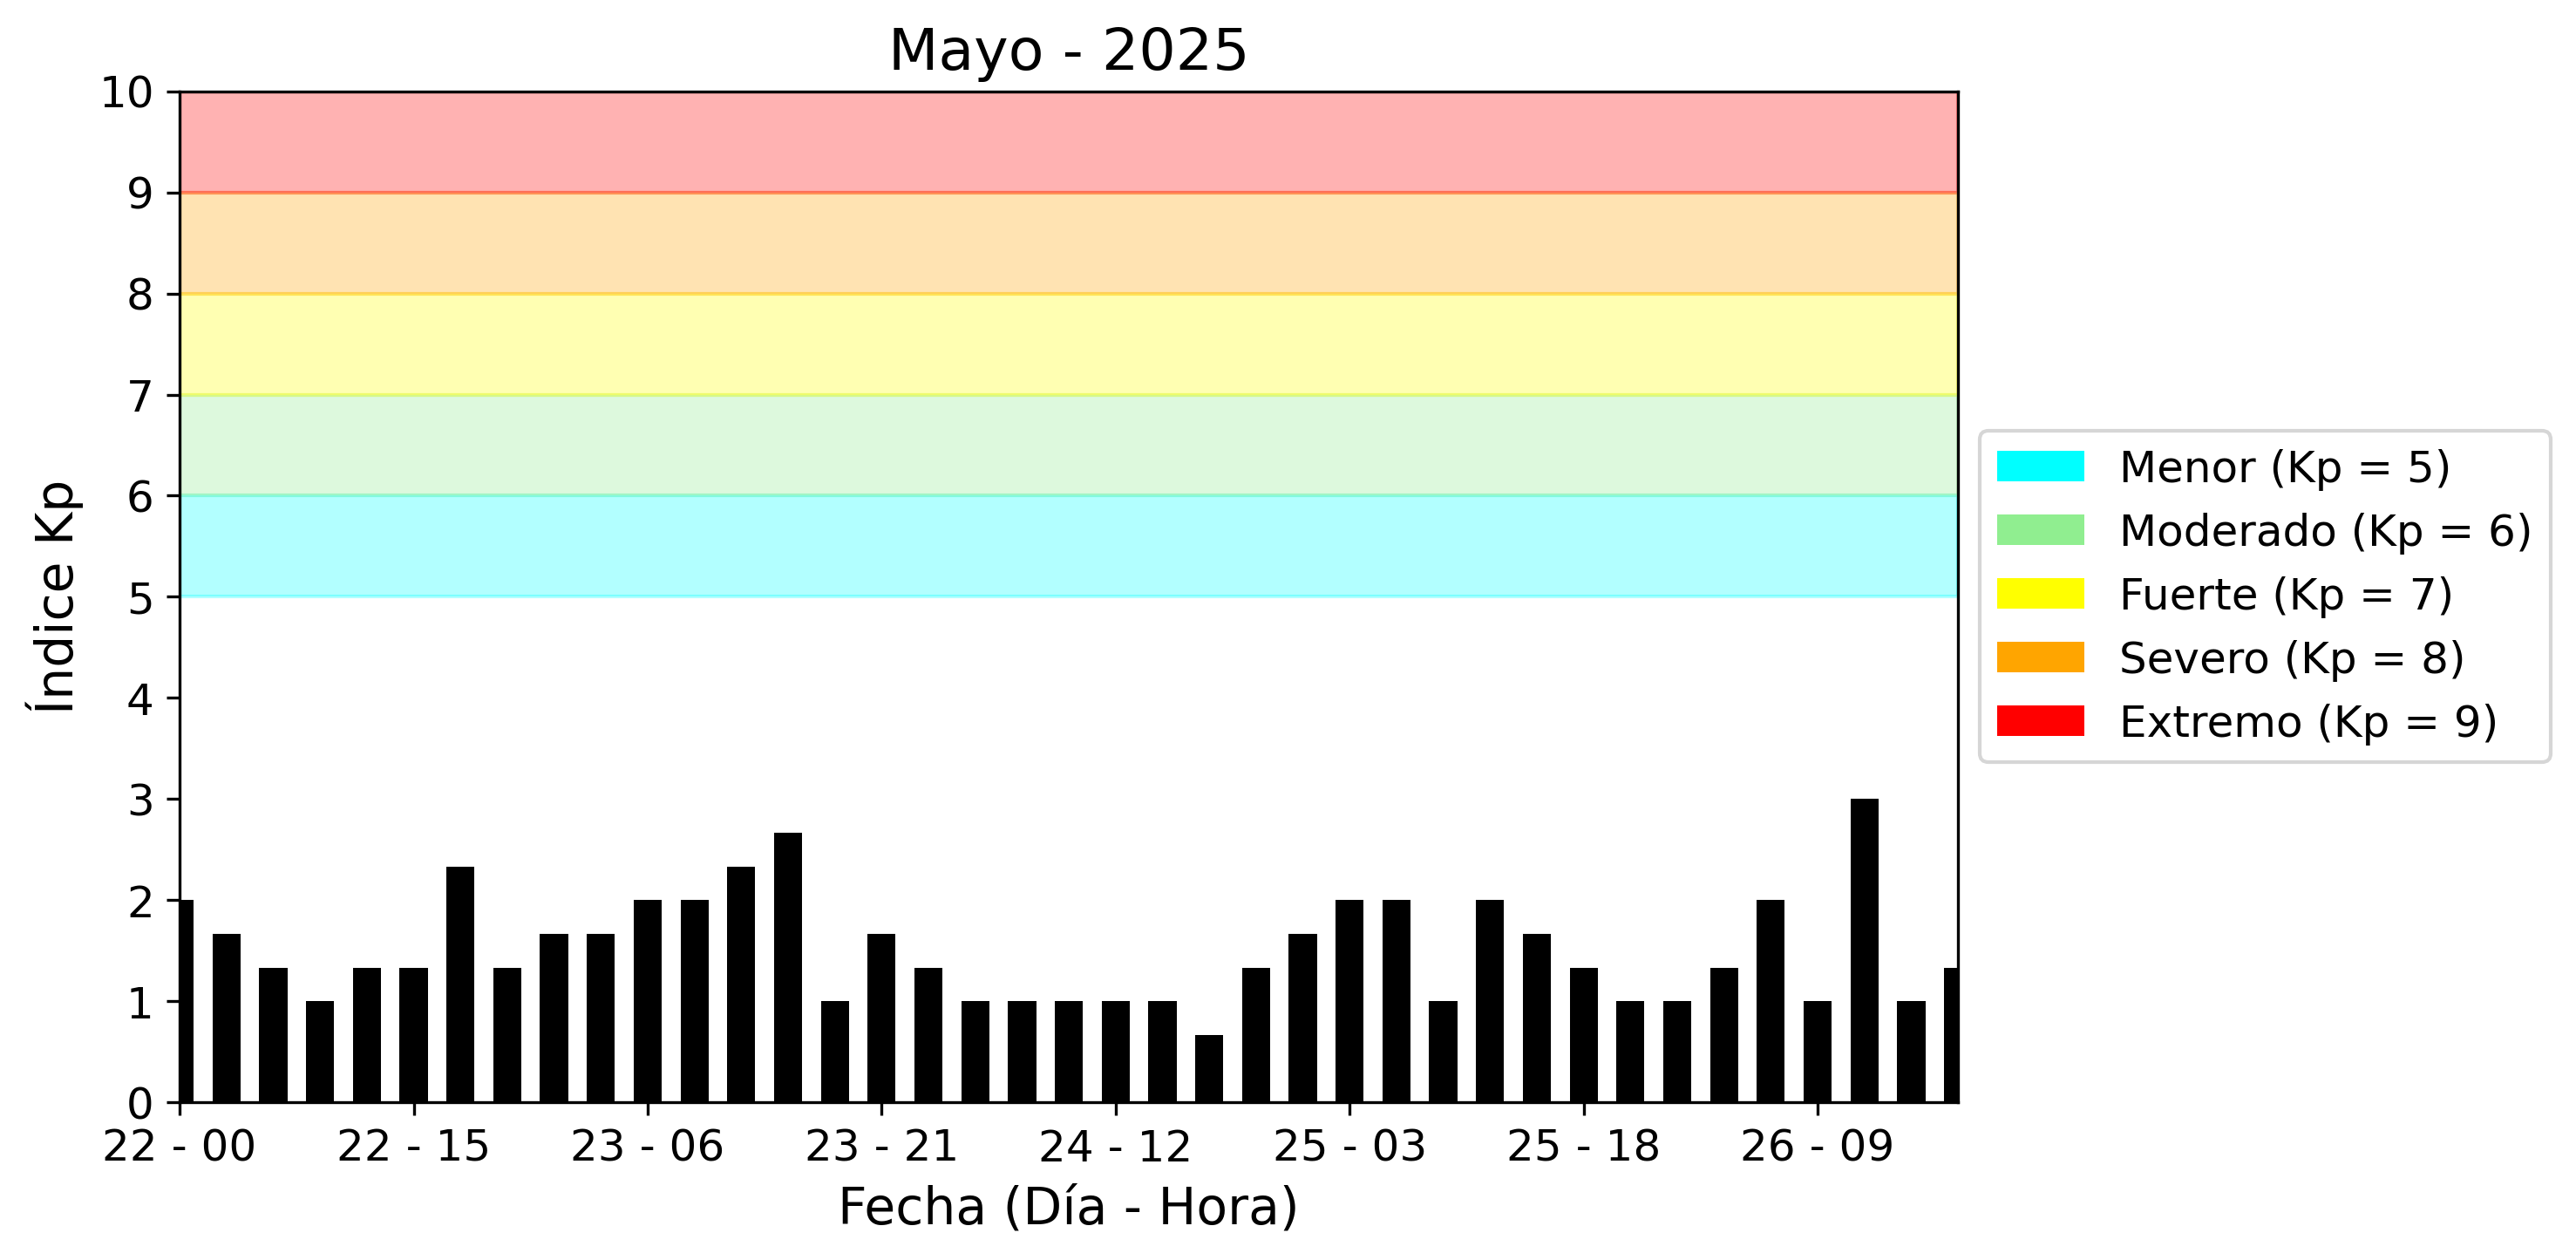 Mayo - 2025
10
9
8
7
6
5
4
3
2
1
0
Índice Kp
22 - 00
22 - 15
23 - 06
23 - 21
24 - 12
25 - 03
25 - 18
26 - 09
Fecha (Día - Hora)
Menor (Kp = 5)
Moderado (Kp = 6)
Fuerte (Kp = 7)
Severo (Kp = 8)
Extremo (Kp = 9)